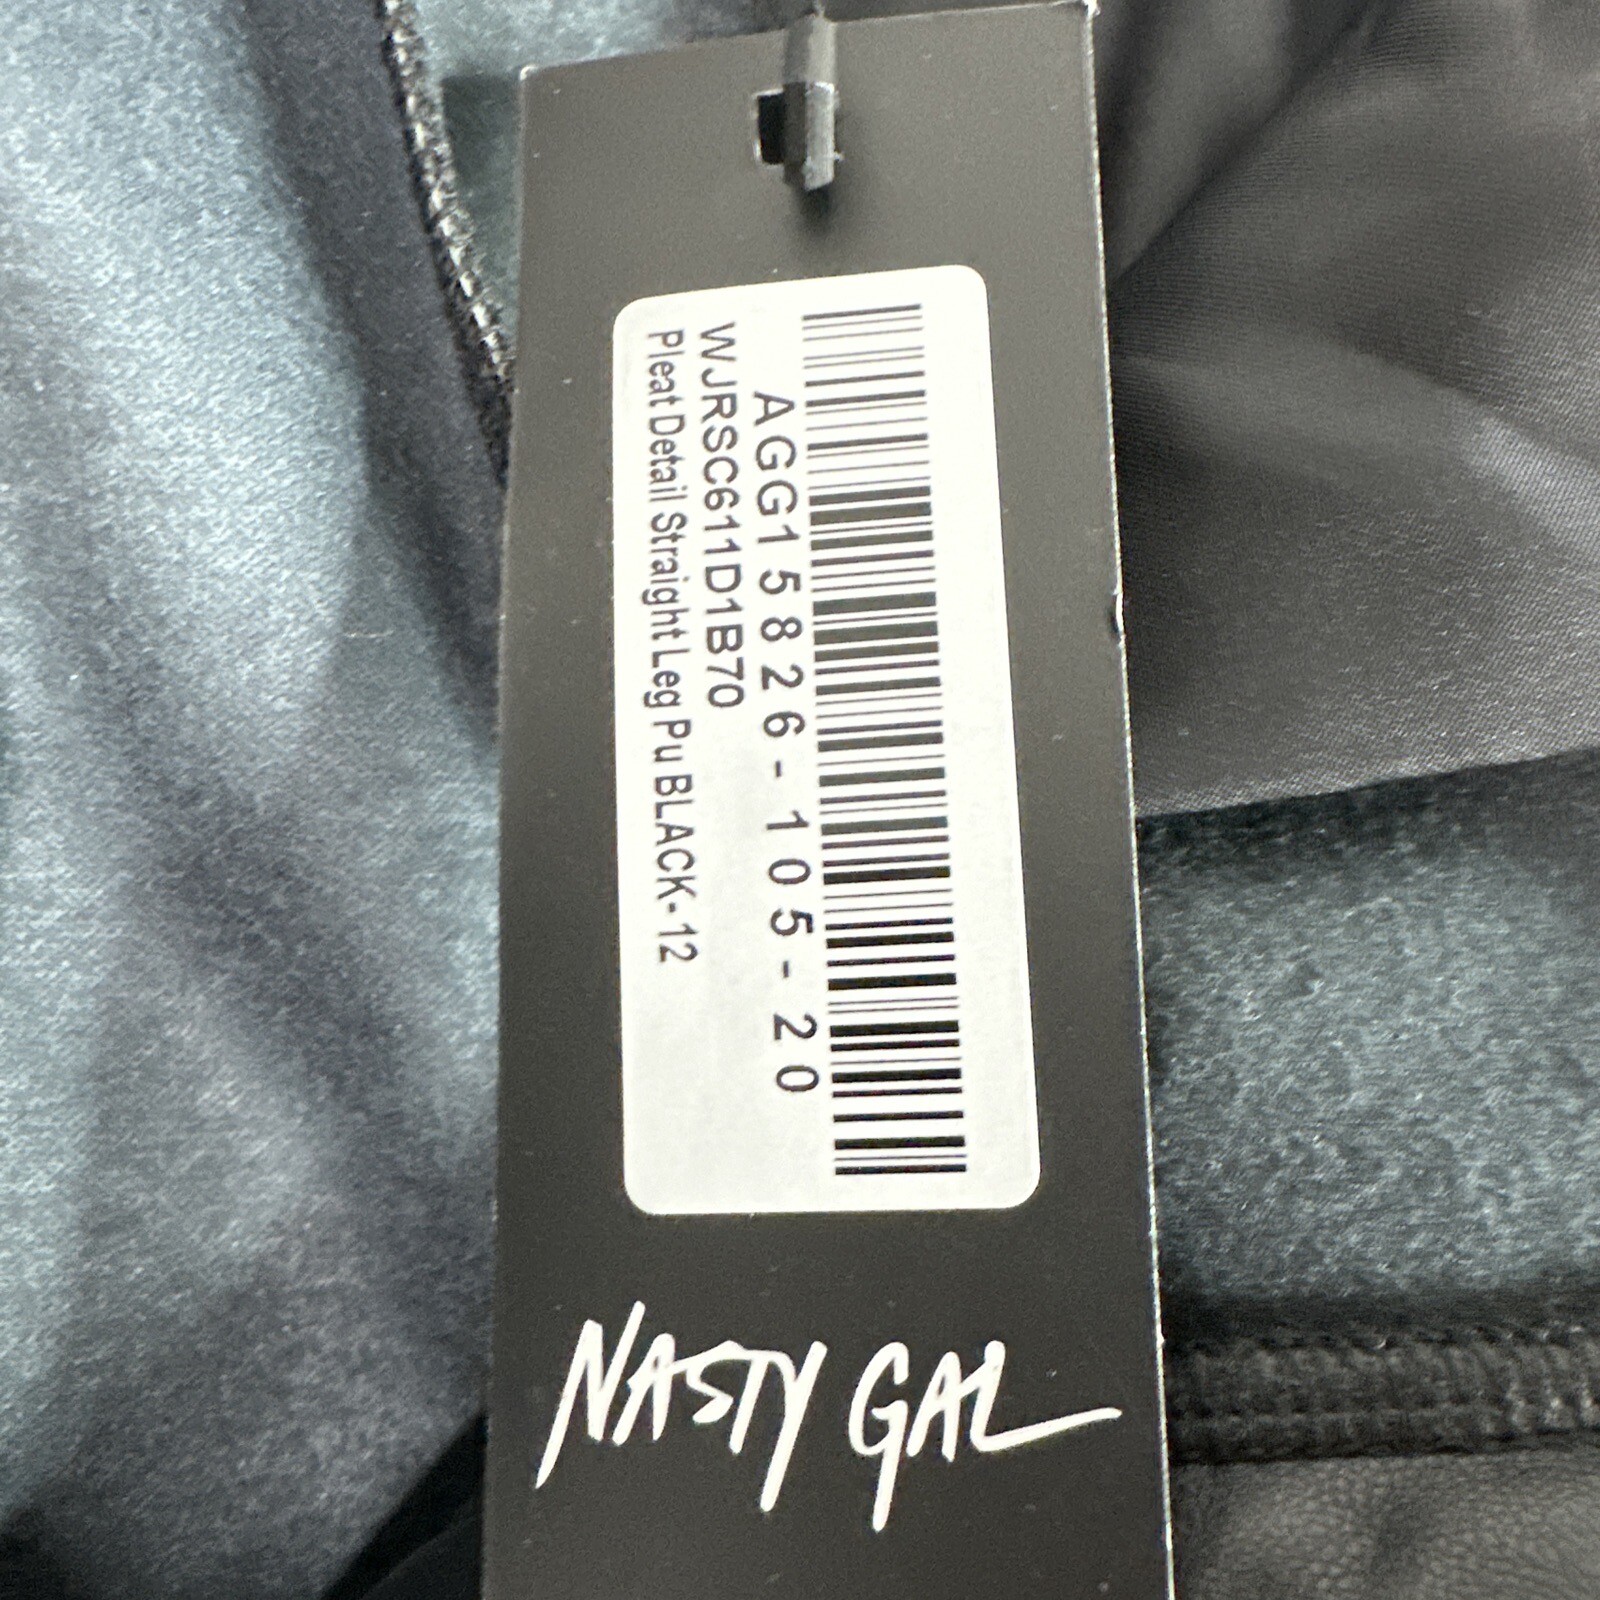 AGG15826-105-20
WJRSC611D1B70
Pleat Detail Straight Leg Pu BLACK-12
NASTY GAL